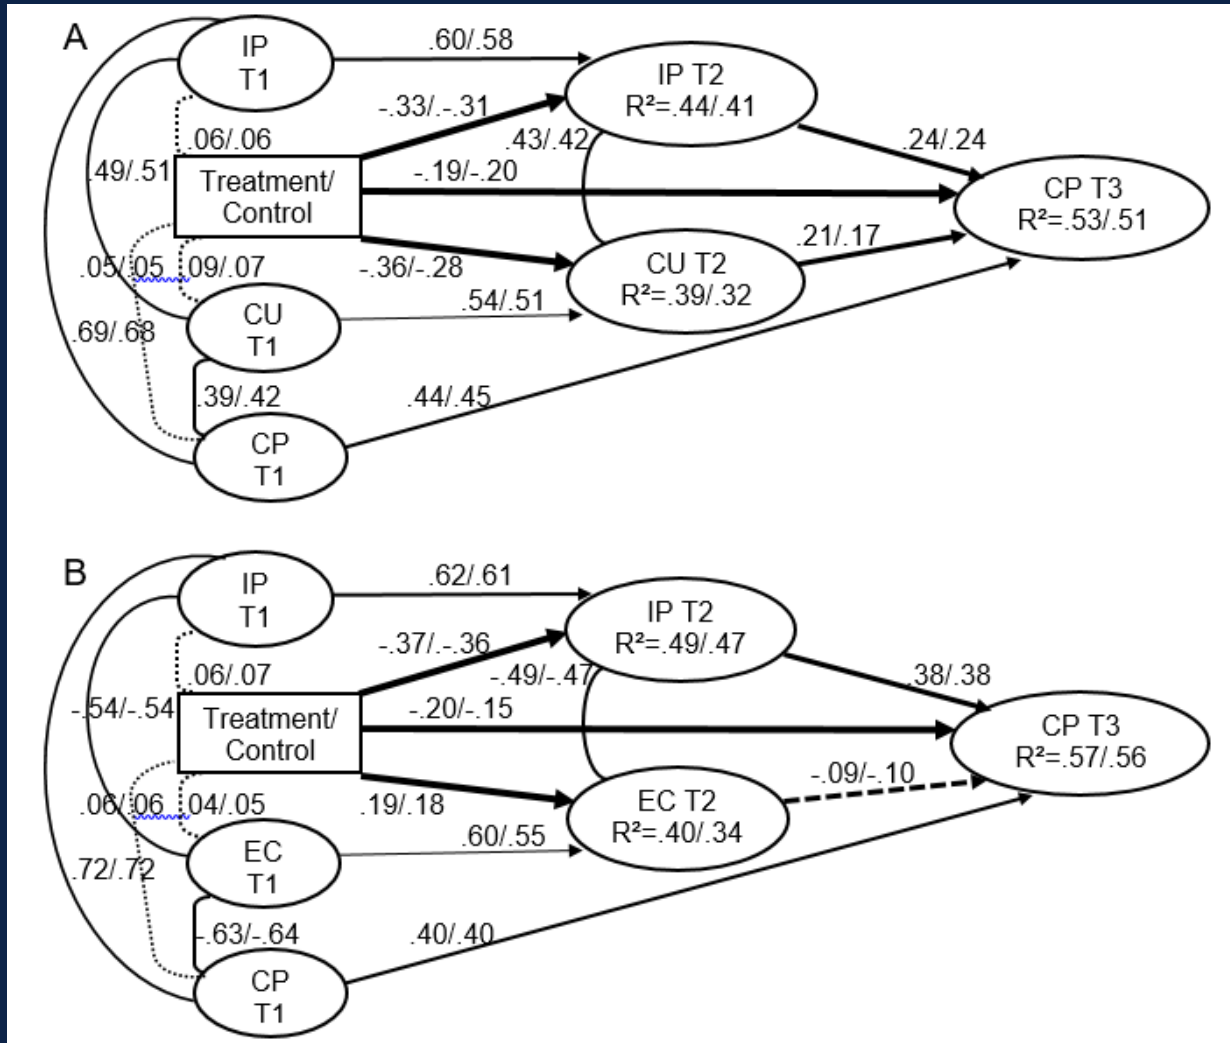 A
IP
T1
.60/.58
IP T2
R²=.44/.41
-.33/-.31
.06/.06
.43/.42
.24/.24
.49/.51
Treatment/
Control
-.19/-.20
CP T3
R²=.53/.51
.05/.05
.09/.07
-.36/-.28
CU T2
R²=.39/.32
.21/.17
CU
T1
.54/.51
.69/.68
.39/.42
.44/.45
CP
T1
B
IP
T1
.62/.61
IP T2
R²=.49/.47
-.37/-.36
.06/.07
-.49/-.47
.38/.38
-.54/-.54
Treatment/
Control
-.20/-.15
CP T3
R²=.57/.56
.06/.06
.04/.05
.19/.18
EC T2
R²=.40/.34
-.09/-.10
EC
T1
.60/.55
.72/.72
-.63/-.64
.40/.40
CP
T1